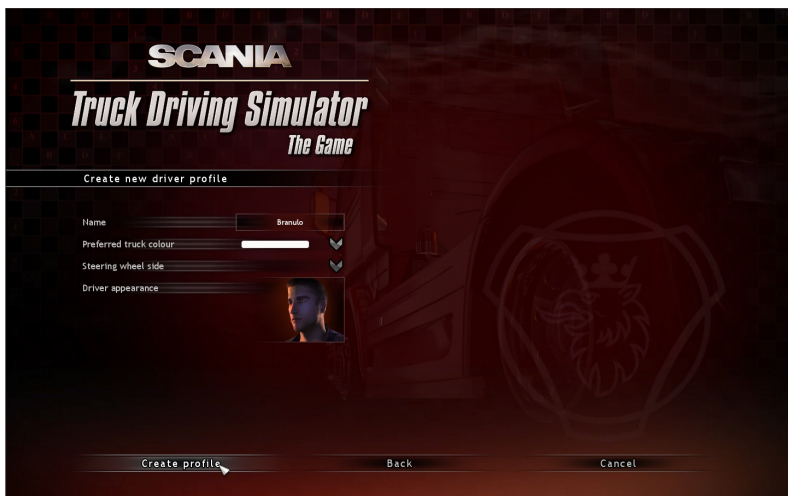 SCANIA
Truck Driving Simulator
The Game
Create new driver profile
Name Branulo
Preferred truck colour
Steering wheel side
Driver appearance
Create profile Back Cancel